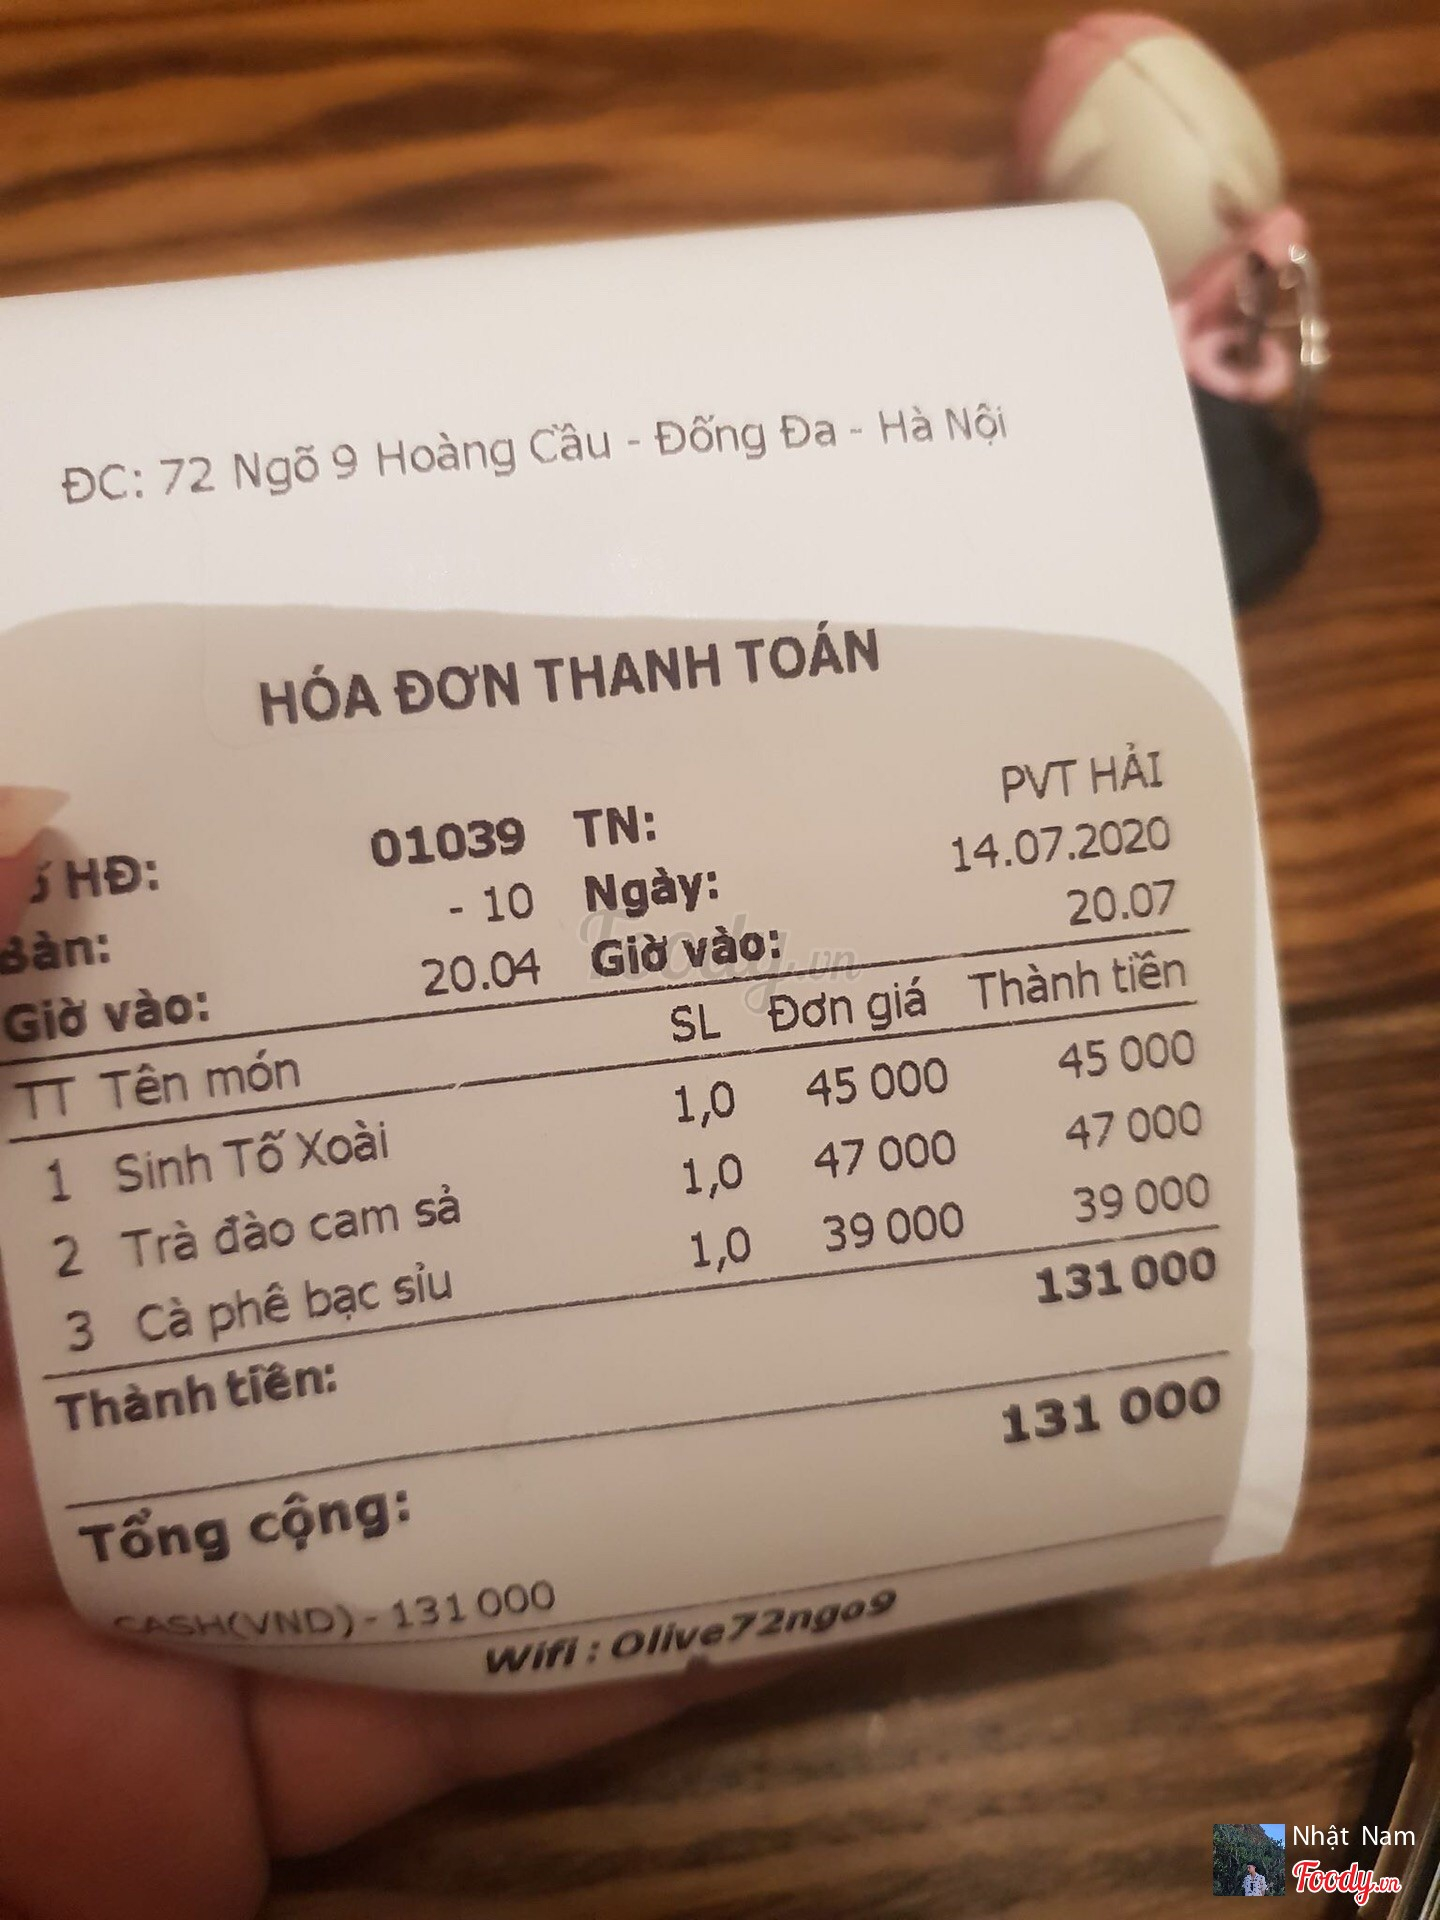 ĐC: 72 Ngõ 9 Hoàng Cầu - Đống Đa - Hà Nội
HÓA ĐƠN THANH TOÁN
HĐ: 01039 TN: PVT HẢI
Bàn: - 10 Ngày: 14.07.2020
Giờ vào: 20.04 Giờ vào: 20.07
TT Tên món SL Đơn giá Thành tiền
1 Sinh Tố Xoài 1,0 45 000 45 000
2 Trà đào cam sả 1,0 47 000 47 000
3 Cà phê bạc sỉu 1,0 39 000 39 000
Thành tiền: 131 000
Tổng cộng: 131 000
CASH(VND) - 131 000
Wifi : Olive72ngo9
Foody.vn
Nhật Nam
Foody.vn